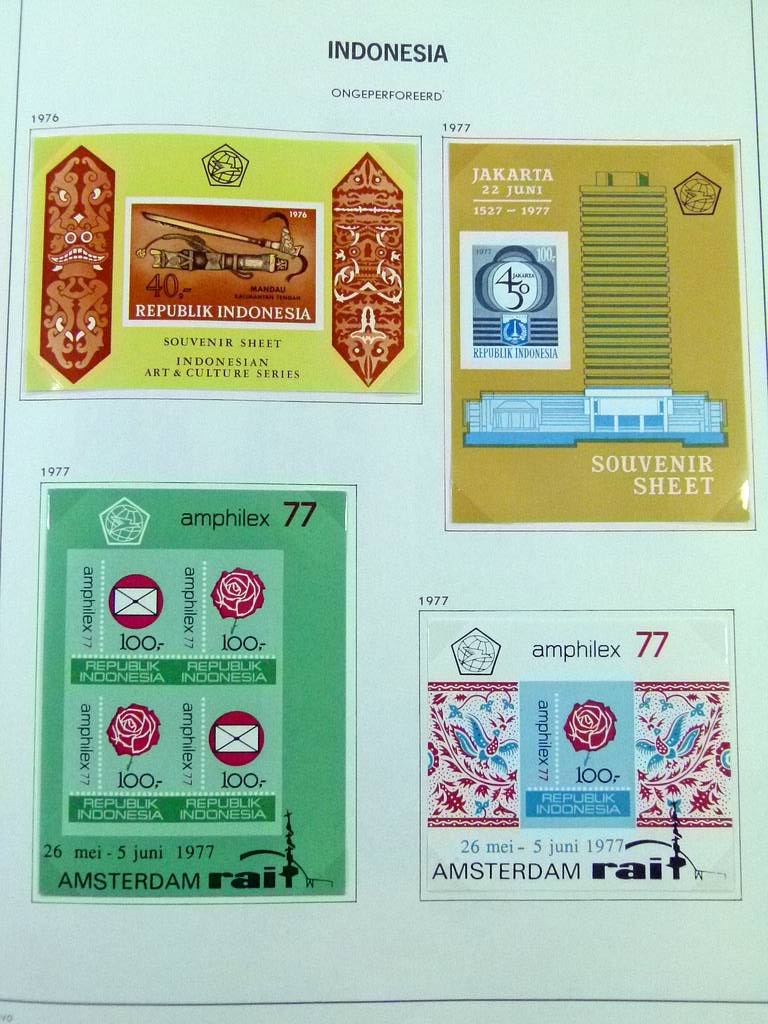 INDONESIA
ONGEPERFOREERD
1976
1976
40,-
MANDAU
KALIMANTAN TENGAH
REPUBLIK INDONESIA
SOUVENIR SHEET
INDONESIAN
ART & CULTURE SERIES
1977
JAKARTA
22 JUNI
1527 - 1977
1977
100,-
JAKARTA
450
REPUBLIK INDONESIA
SOUVENIR
SHEET
1977
amphilex 77
amphilex 77
100,-
amphilex 77
100,-
REPUBLIK INDONESIA
REPUBLIK INDONESIA
amphilex 77
100,-
amphilex 77
100,-
REPUBLIK INDONESIA
REPUBLIK INDONESIA
26 mei - 5 juni 1977
AMSTERDAM rai
1977
amphilex 77
amphilex 77
100,-
REPUBLIK
INDONESIA
26 mei - 5 juni 1977
AMSTERDAM rai